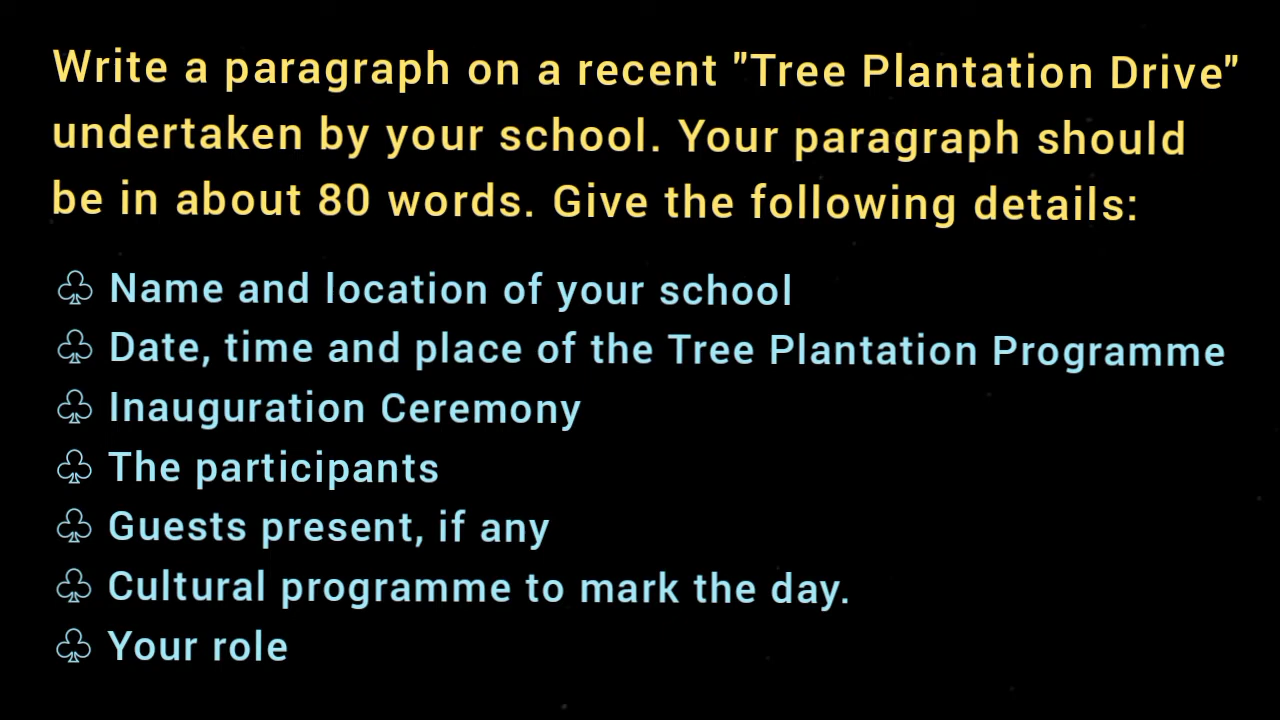 Write a paragraph on a recent "Tree Plantation Drive"
undertaken by your school. Your paragraph should
be in about 80 words. Give the following details:
♧ Name and location of your school
♧ Date, time and place of the Tree Plantation Programme
♧ Inauguration Ceremony
♧ The participants
♧ Guests present, if any
♧ Cultural programme to mark the day.
♧ Your role